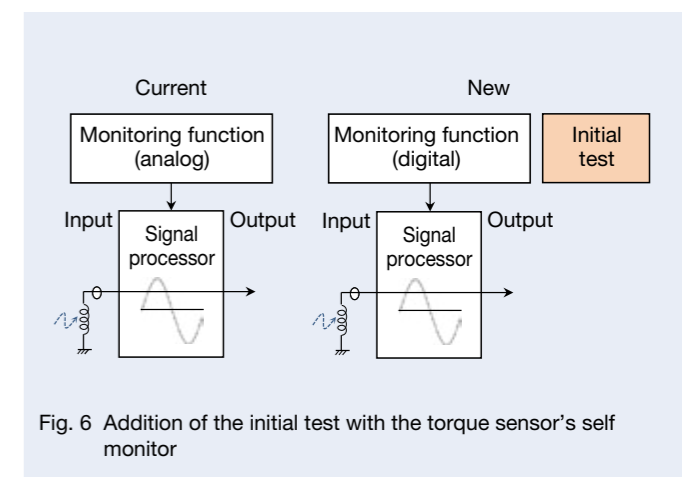 Current
New
Monitoring function
(analog)
Monitoring function
(digital)
Initial
test
Input
Signal
processor
Output
Input
Signal
processor
Output
Fig. 6 Addition of the initial test with the torque sensor's self
monitor